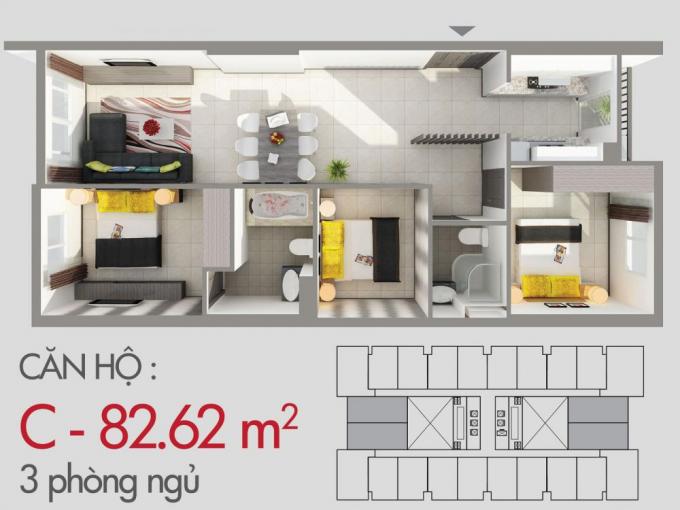 CĂN HỘ :
C - 82.62 m²
3 phòng ngủ